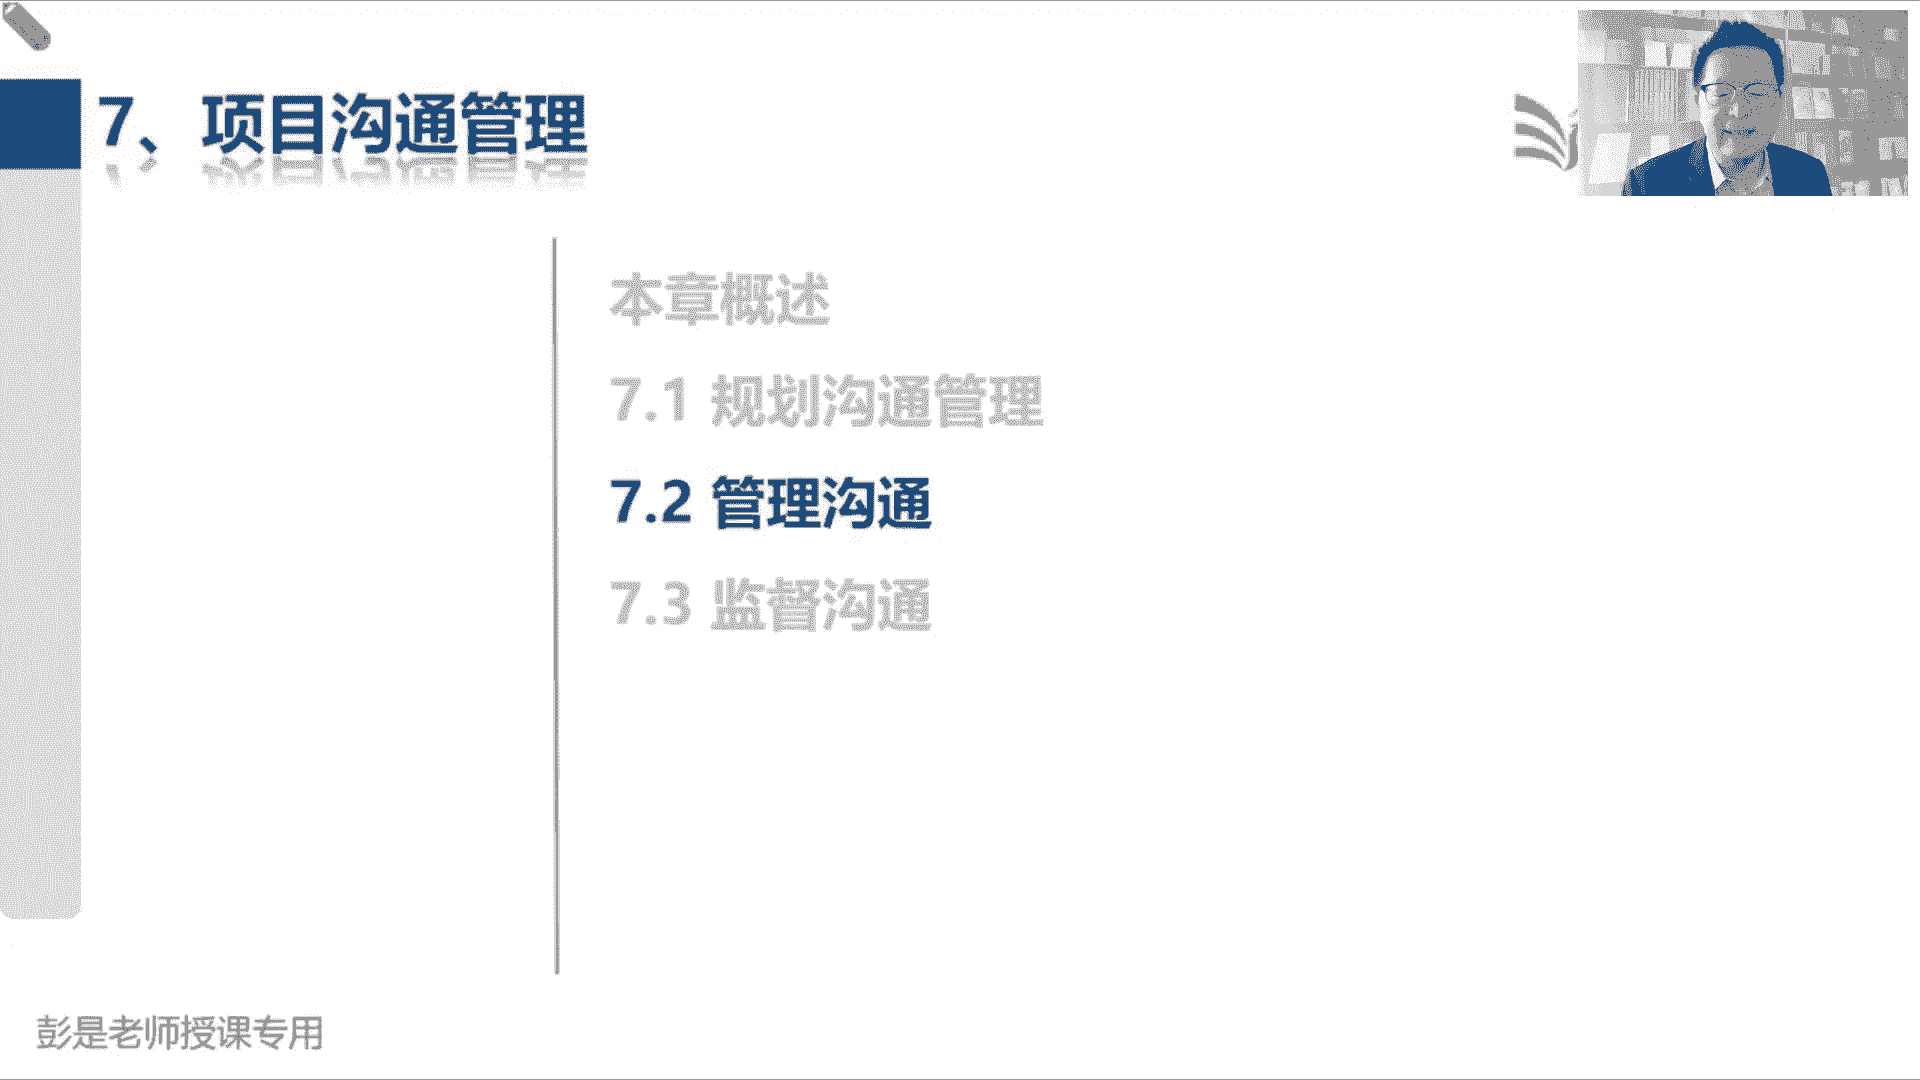 7、项目沟通管理
本章概述
7.1 规划沟通管理
7.2 管理沟通
7.3 监督沟通
彭是老师授课专用